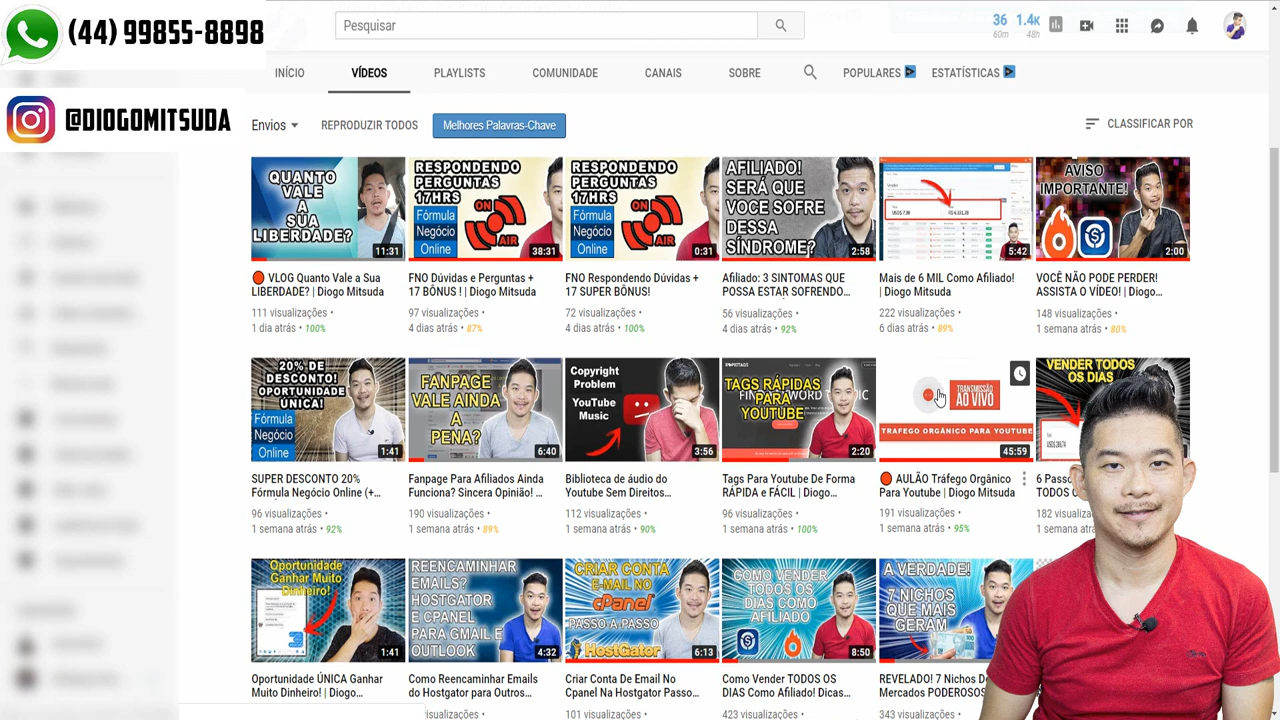 (44) 99855-8898
Pesquisar
36 1.4K
60m 48h
@DIOGOMITSUDA
INÍCIO VÍDEOS PLAYLISTS COMUNIDADE CANAIS SOBRE POPULARES ESTATÍSTICAS
Envios REPRODUZIR TODOS Melhores Palavras-Chave CLASSIFICAR POR
QUANTO
VALE
A
SUA
LIBERDADE?
11:31
VLOG Quanto Vale a Sua
LIBERDADE? | Diogo Mitsuda
111 visualizações •
1 dia atrás • 100%
RESPONDENDO
PERGUNTAS
17HRS
Fórmula
Negócio
Online
ON
AIR
38:31
FNO Dúvidas e Perguntas +
17 BÔNUS ! | Diogo Mitsuda
97 visualizações •
4 dias atrás • 87%
RESPONDENDO
PERGUNTAS
17HRS
Fórmula
Negócio
Online
ON
AIR
0:31
FNO Respondendo Dúvidas +
17 SUPER BÔNUS!
72 visualizações •
4 dias atrás • 100%
AFILIADO!
SERÁ QUE
VOCE SOFRE
DESSA
SÍNDROME?
2:58
Afiliado: 3 SINTOMAS QUE
POSSA ESTAR SOFRENDO...
56 visualizações •
4 dias atrás • 92%
5:42
Mais de 6 MIL Como Afiliado!
| Diogo Mitsuda
222 visualizações •
6 dias atrás • 89%
AVISO
IMPORTANTE!
2:00
VOCÊ NÃO PODE PERDER!
ASSISTA O VÍDEO! | Diogo...
148 visualizações •
1 semana atrás • 80%
20% DE
DESCONTO!
OPORTUNIDADE
ÚNICA!
Fórmula
Negócio
Online
1:41
SUPER DESCONTO 20%
Fórmula Negócio Online (+...
96 visualizações •
1 semana atrás • 92%
FANPAGE
VALE AINDA
A
PENA?
6:40
Fanpage Para Afiliados Ainda
Funciona? Sincera Opinião! ...
190 visualizações •
1 semana atrás • 89%
Copyright
Problem
YouTube
Music
3:56
Biblioteca de áudio do
Youtube Sem Direitos...
112 visualizações •
1 semana atrás • 90%
TAGS RÁPIDAS
PARA
YOUTUBE
2:20
Tags Para Youtube De Forma
RÁPIDA e FÁCIL | Diogo...
96 visualizações •
1 semana atrás • 100%
TRANSMISSÃO
AO VIVO
TRAFEGO ORGÂNICO PARA YOUTUBE
45:59
AULÃO Tráfego Orgânico
Para Youtube | Diogo Mitsuda
191 visualizações •
1 semana atrás • 95%
VENDER TODOS
OS DIAS
6
TODOS O
182
1 semana
Oportunidade
Ganhar Muito
Dinheiro!
1:41
Oportunidade ÚNICA Ganhar
Muito Dinheiro! | Diogo...
REENCAMINHAR
EMAILS?
HOSTGATOR
E CPANEL
PARA GMAIL E
OUTLOOK
4:32
Como Reencaminhar Emails
do Hostgator para Outros...
CRIAR CONTA
E-MAIL NO
cPanel
PASSO-A-PASSO
HostGator
6:13
Criar Conta De Email No
Cpanel Na Hostgator Passo...
101 visualizações •
COMO VENDER
TODOS OS
DIAS COMO
AFILIADO
8:50
Como Vender TODOS OS
DIAS Como Afiliado! Dicas...
423 visualizações •
A VERDADE!
7 NICHOS
QUE MAIS
GERAM
REVELADO! 7 Nichos
Mercados PODEROSOS
343 visualizações